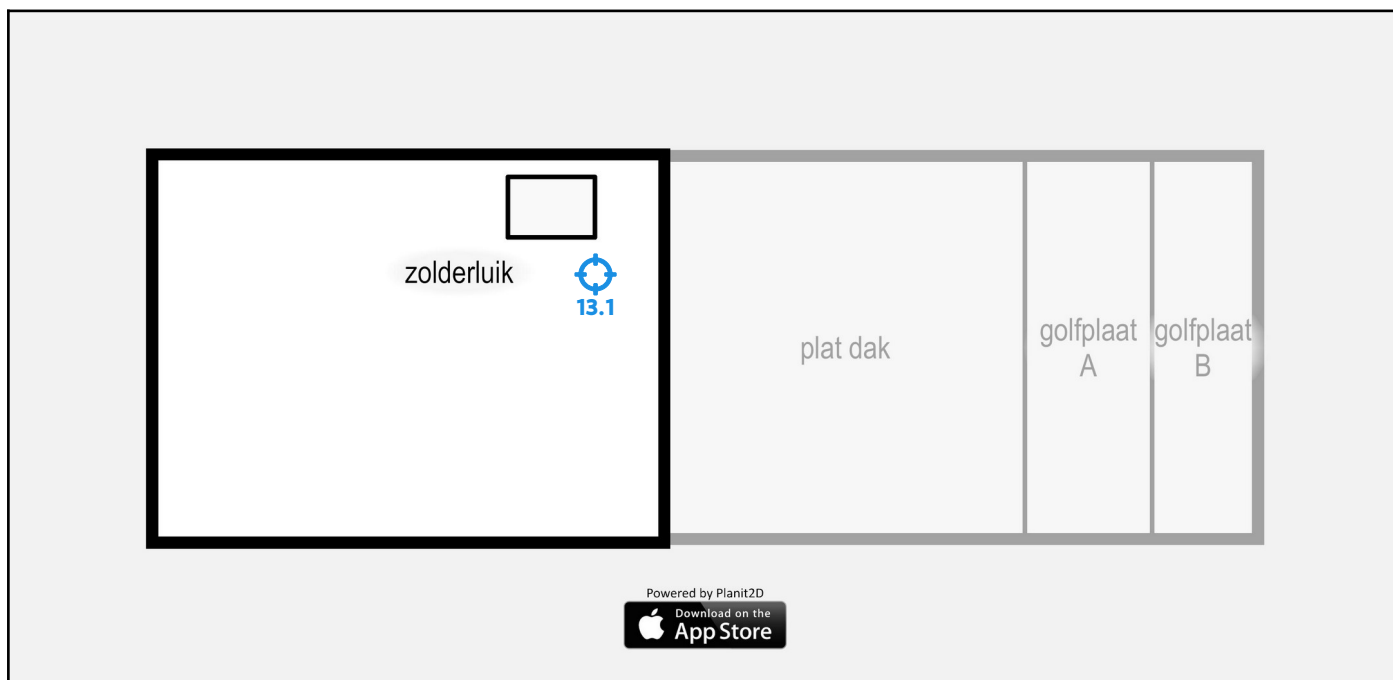 zolderluik
13.1
plat dak
golfplaat
A
golfplaat
B
Powered by Planit2D
Download on the
App Store